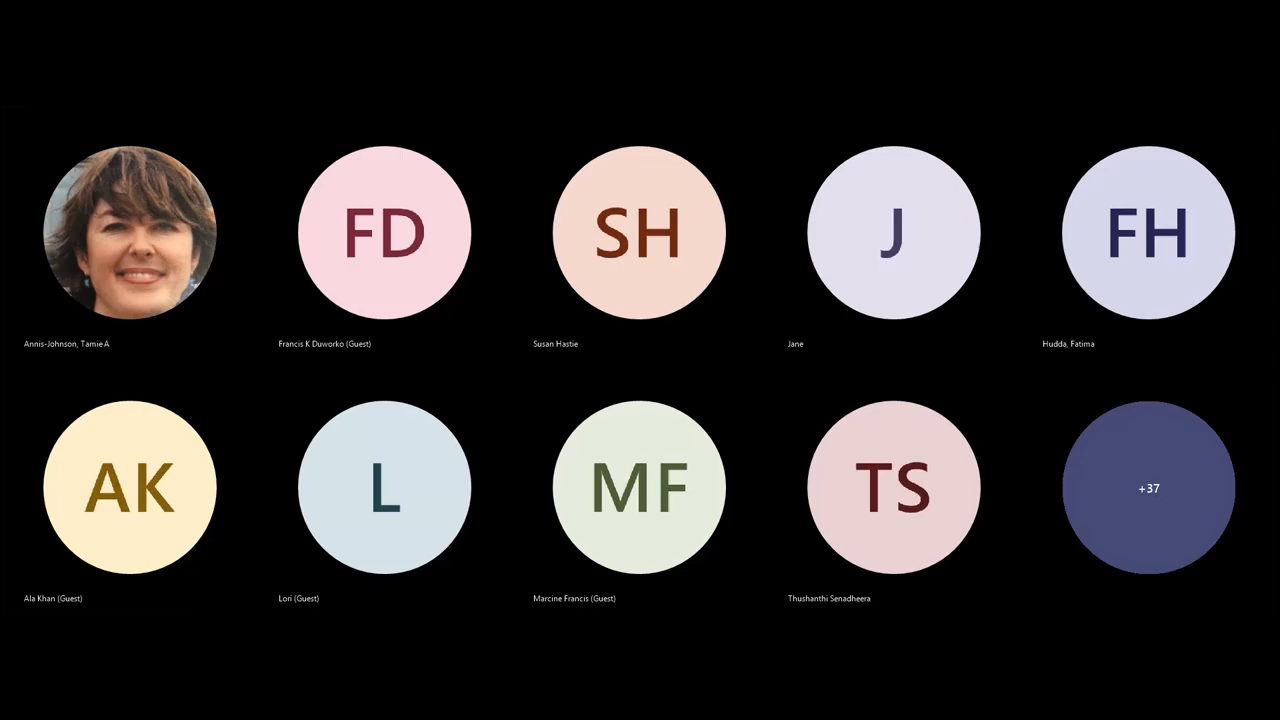 FD
SH
J
FH
Annis-Johnson, Tamie A
Francis K Duworko (Guest)
Susan Hastie
Jane
Hudda, Fatima
AK
L
MF
TS
+37
Ala Khan (Guest)
Lori (Guest)
Marcine Francis (Guest)
Thushanthi Senadheera